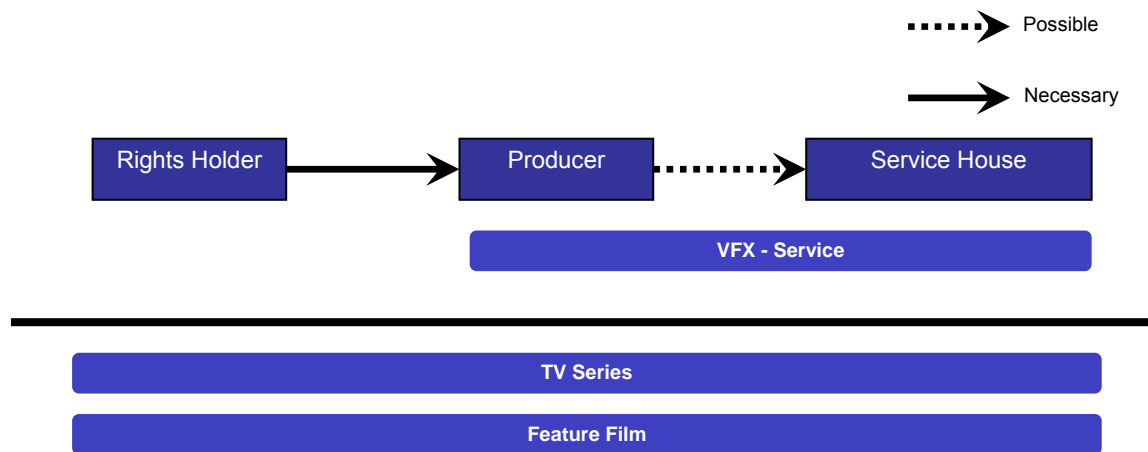 Possible
Necessary
Rights Holder
Producer
Service House
VFX - Service
TV Series
Feature Film